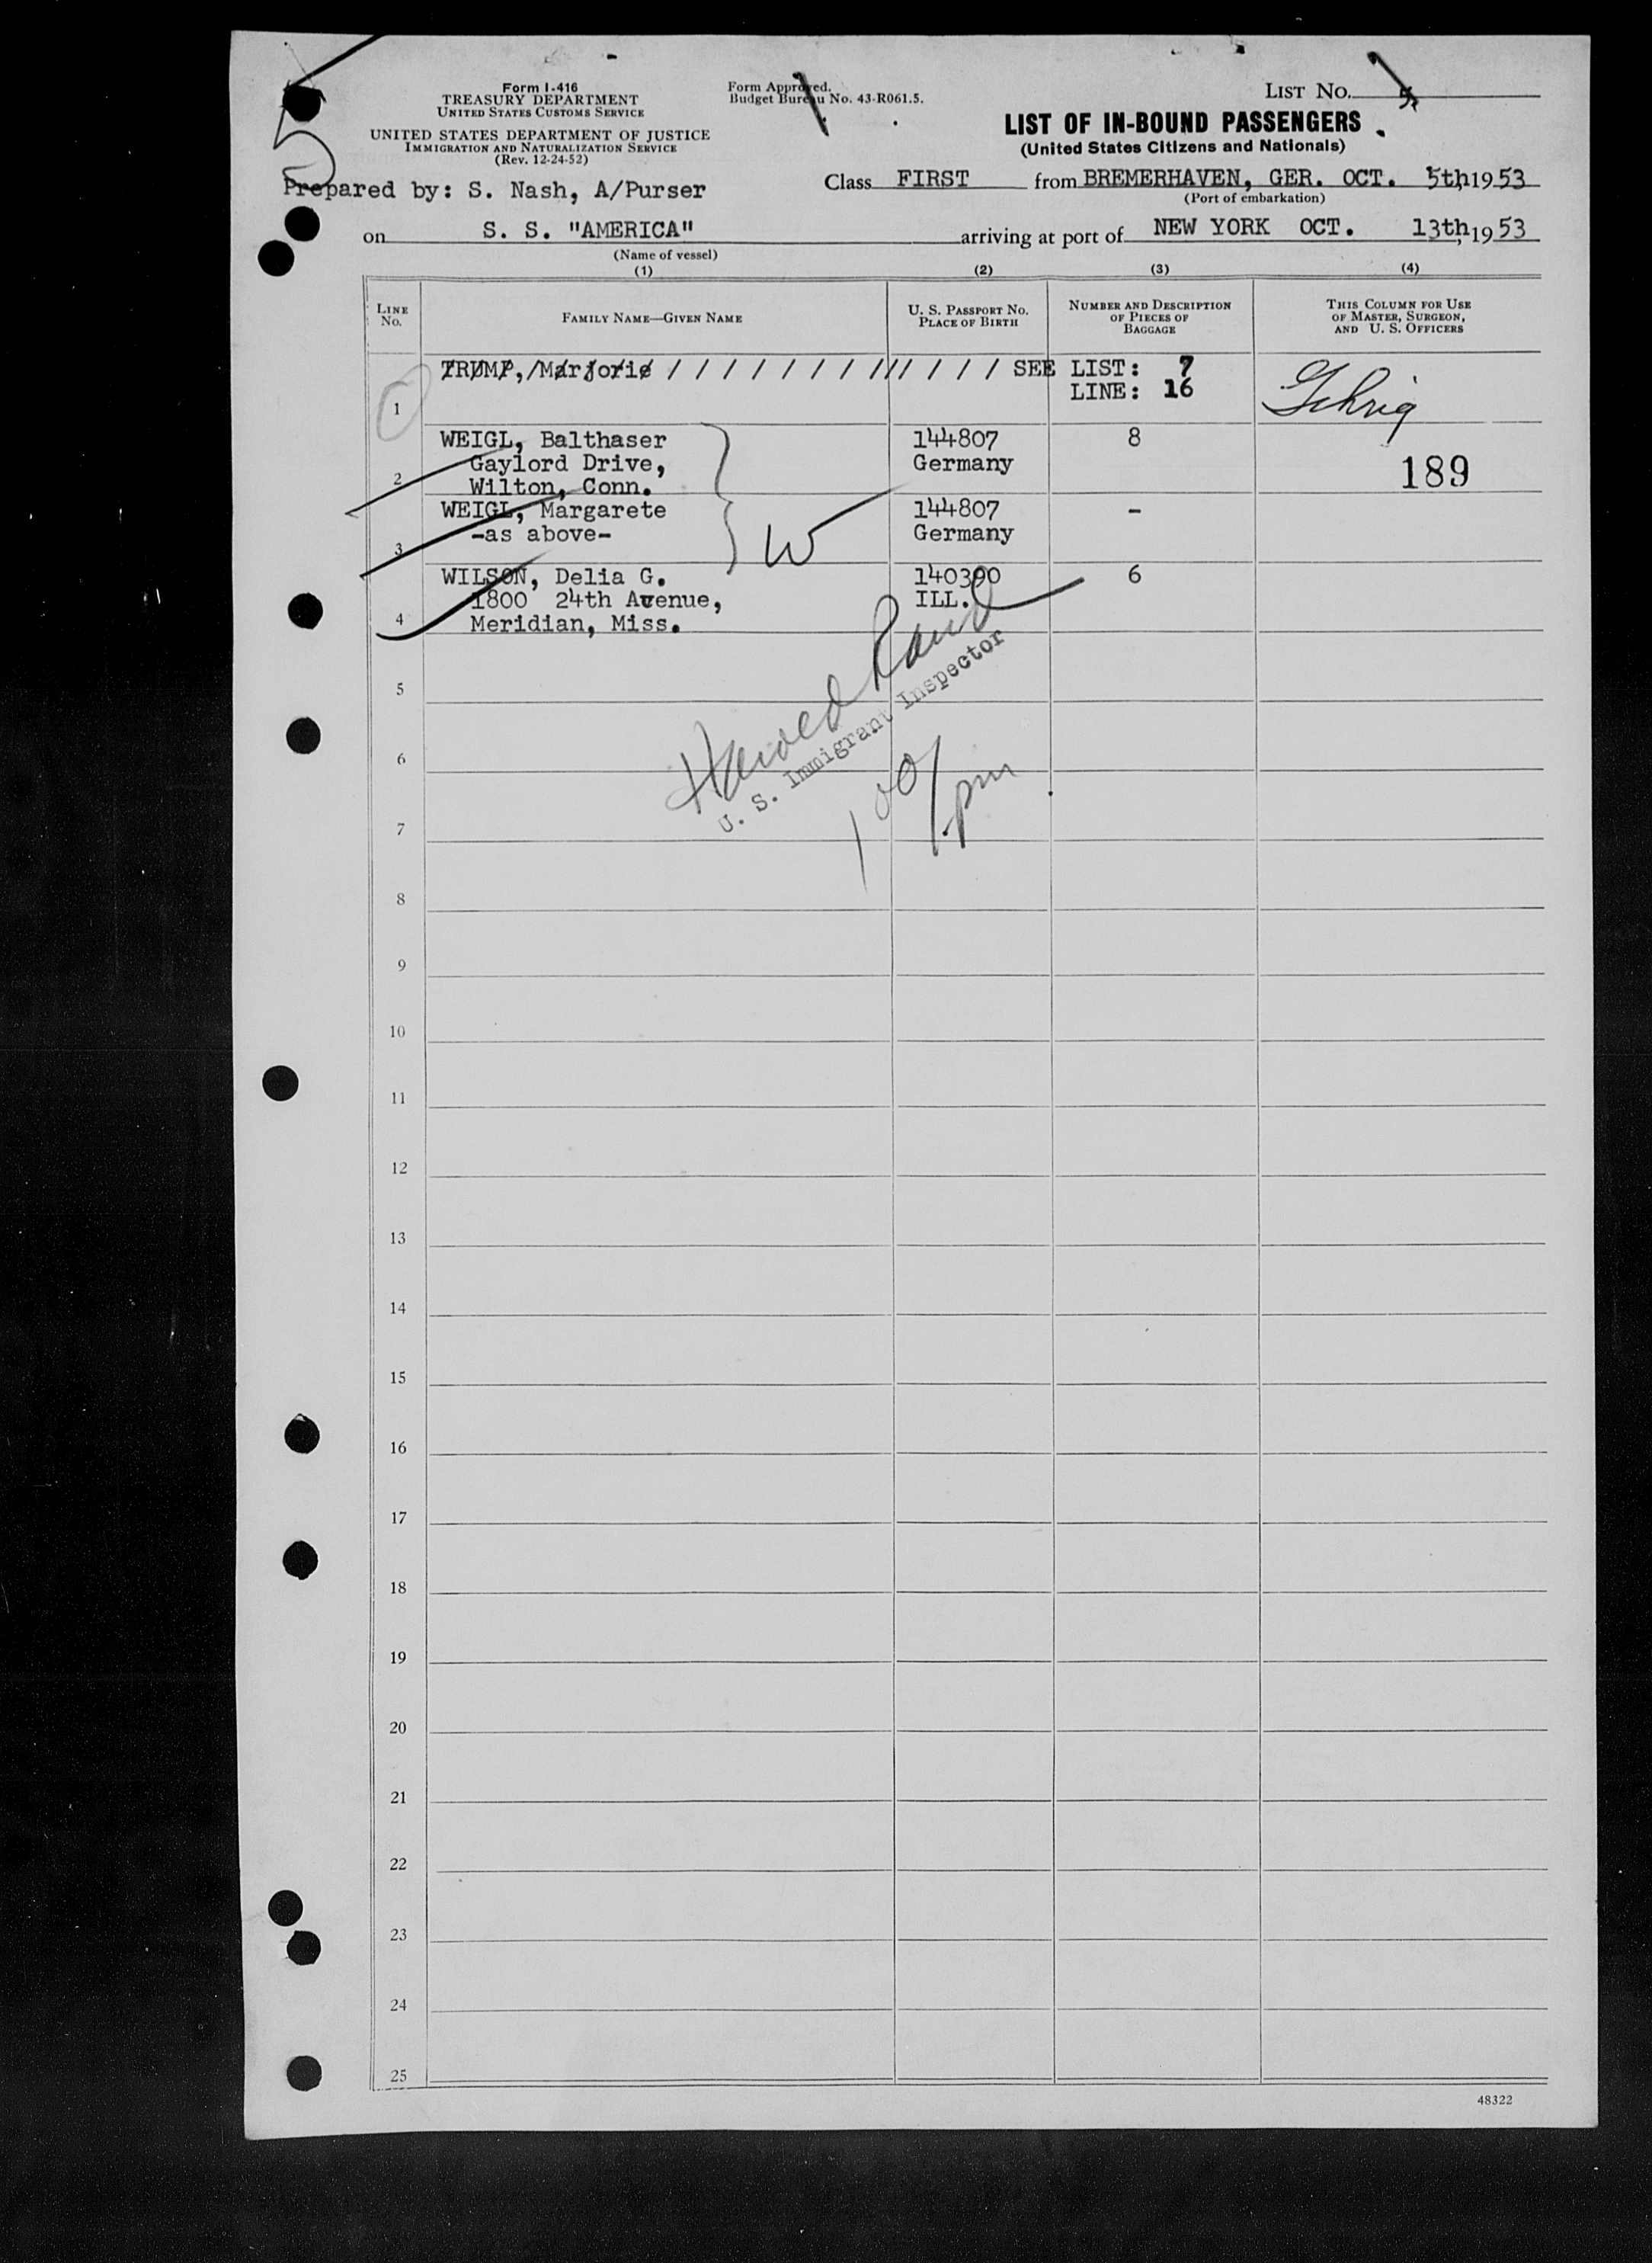 5
Form I-416
TREASURY DEPARTMENT
UNITED STATES CUSTOMS SERVICE
UNITED STATES DEPARTMENT OF JUSTICE
IMMIGRATION AND NATURALIZATION SERVICE
(Rev. 12-24-52)
Form Approved.
Budget Bureau No. 43-R061.5.
LIST NO. 5
LIST OF IN-BOUND PASSENGERS
(United States Citizens and Nationals)
Prepared by: S. Nash, A/Purser
Class FIRST from BREMERHAVEN, GER. OCT. 5th 1953
(Port of embarkation)
on S. S. "AMERICA" arriving at port of NEW YORK OCT. 13th, 1953
(Name of vessel)
(1) (2) (3) (4)
LINE NO.
FAMILY NAME—GIVEN NAME
U. S. PASSPORT NO.
PLACE OF BIRTH
NUMBER AND DESCRIPTION
OF PIECES OF
BAGGAGE
THIS COLUMN FOR USE
OF MASTER, SURGEON,
AND U. S. OFFICERS
1 TRUMP, Marjorie / / / / / / / / / / / / / / SEE LIST: 7
LINE: 16
Gehrig
WEIGL, Balthaser 144807 8
Gaylord Drive, Germany 189
2 Wilton, Conn.
WEIGL, Margarete 144807 -
3 -as above- Germany
W
WILSON, Delia G. 140390 6
1800 24th Avenue, ILL.
4 Meridian, Miss.
Harold Rand
U. S. Immigrant Inspector
1 00/pm
5
6
7
8
9
10
11
12
13
14
15
16
17
18
19
20
21
22
23
24
25
48322